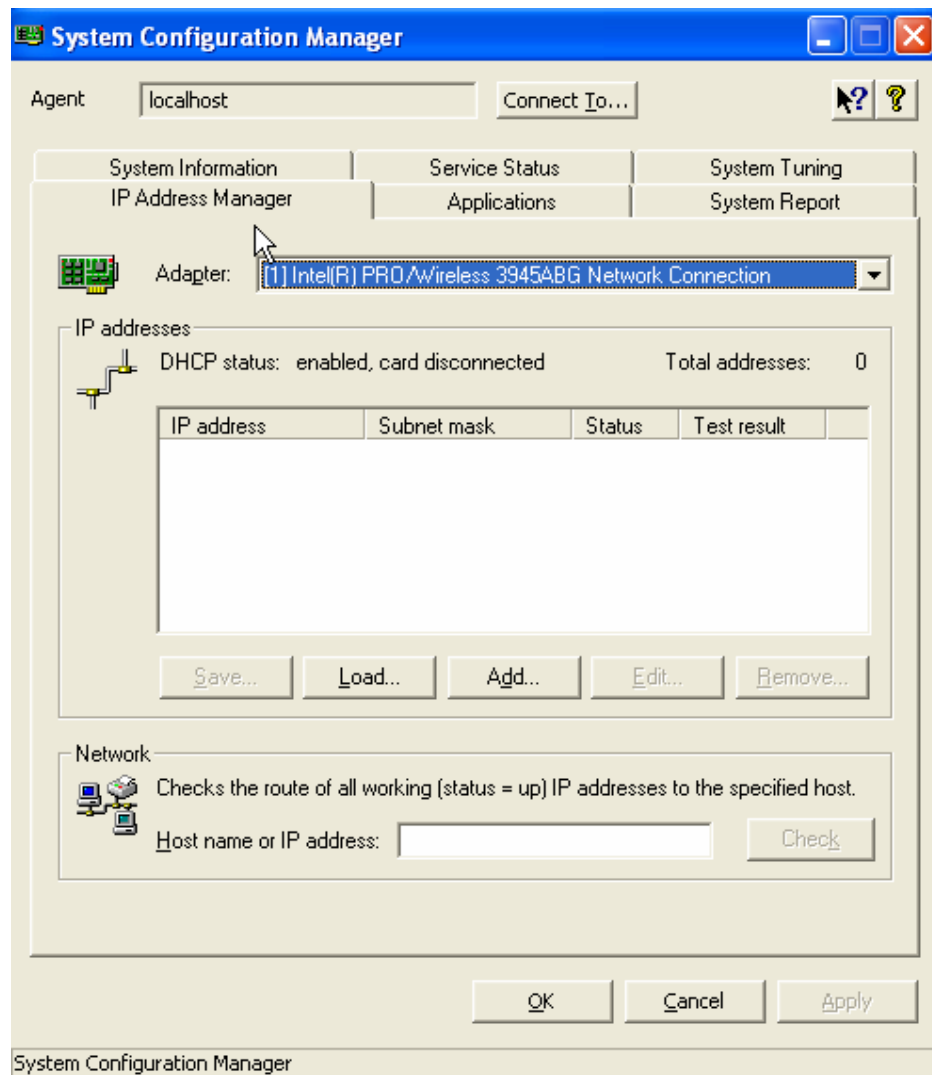 System Configuration Manager
Agent localhost Connect To...
System Information Service Status System Tuning
IP Address Manager Applications System Report
Adapter: [1] Intel(R) PRO/Wireless 3945ABG Network Connection
IP addresses
DHCP status: enabled, card disconnected Total addresses: 0
IP address Subnet mask Status Test result
Save... Load... Add... Edit... Remove...
Network
Checks the route of all working (status = up) IP addresses to the specified host.
Host name or IP address: Check
OK Cancel Apply
System Configuration Manager